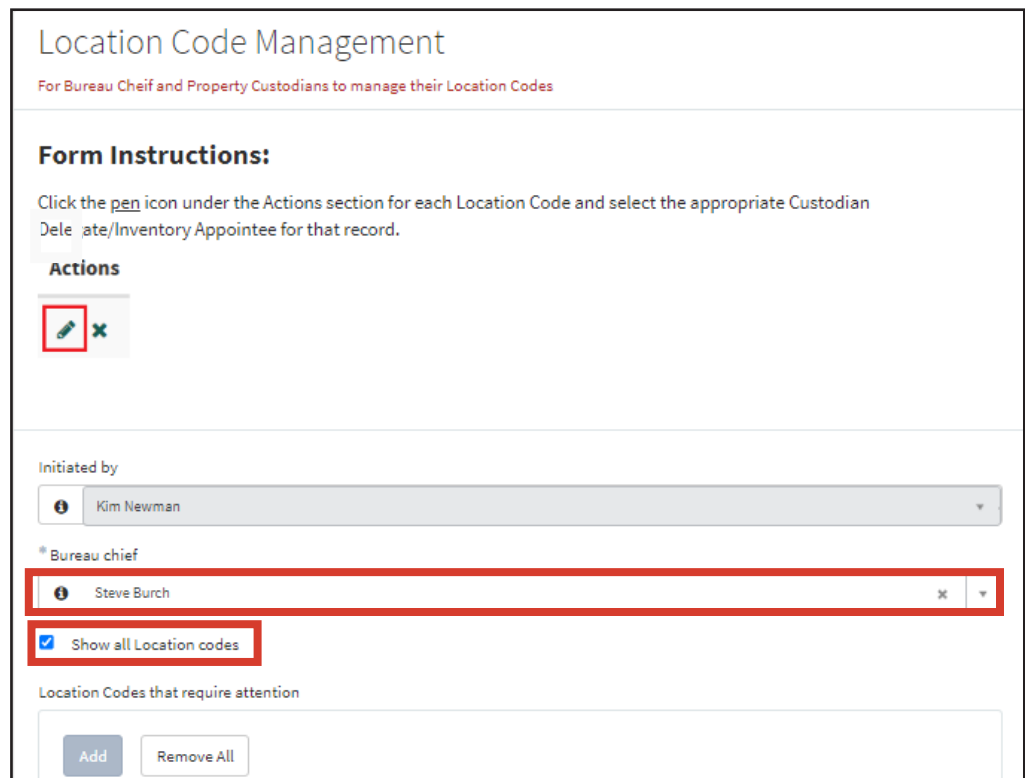 Location Code Management
For Bureau Cheif and Property Custodians to manage their Location Codes
Form Instructions:
Click the pen icon under the Actions section for each Location Code and select the appropriate Custodian
Dele ate/Inventory Appointee for that record.
Actions
Initiated by
Kim Newman
* Bureau chief
Steve Burch
Show all Location codes
Location Codes that require attention
Add
Remove All